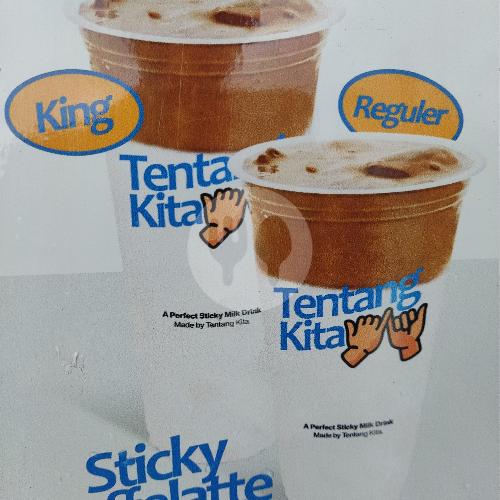 King
Reguler
Tentang
Kita
A Perfect Sticky Milk Drink
Made by Tentang Kita
Tentang
Kita
A Perfect Sticky Milk Drink
Made by Tentang Kita
Sticky